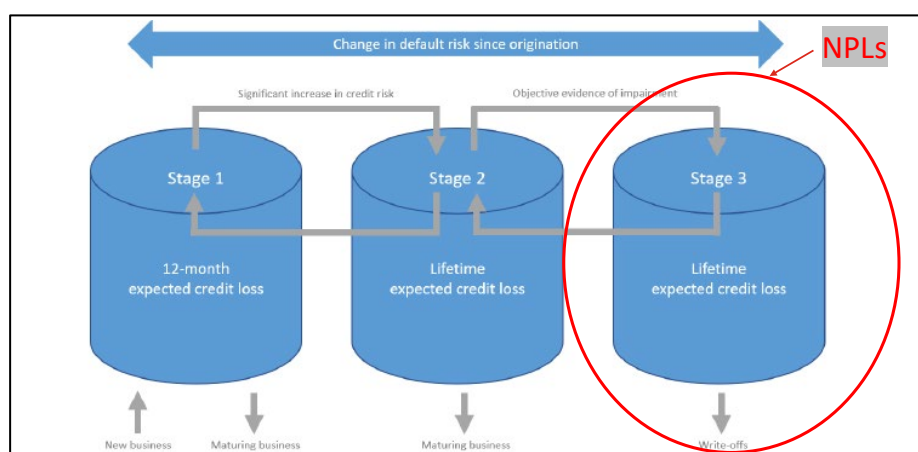 Change in default risk since origination
NPLs
Significant increase in credit risk
Objective evidence of impairment
Stage 1
Stage 2
Stage 3
12-month
expected credit loss
Lifetime
expected credit loss
Lifetime
expected credit loss
New business
Maturing business
Maturing business
Write-offs